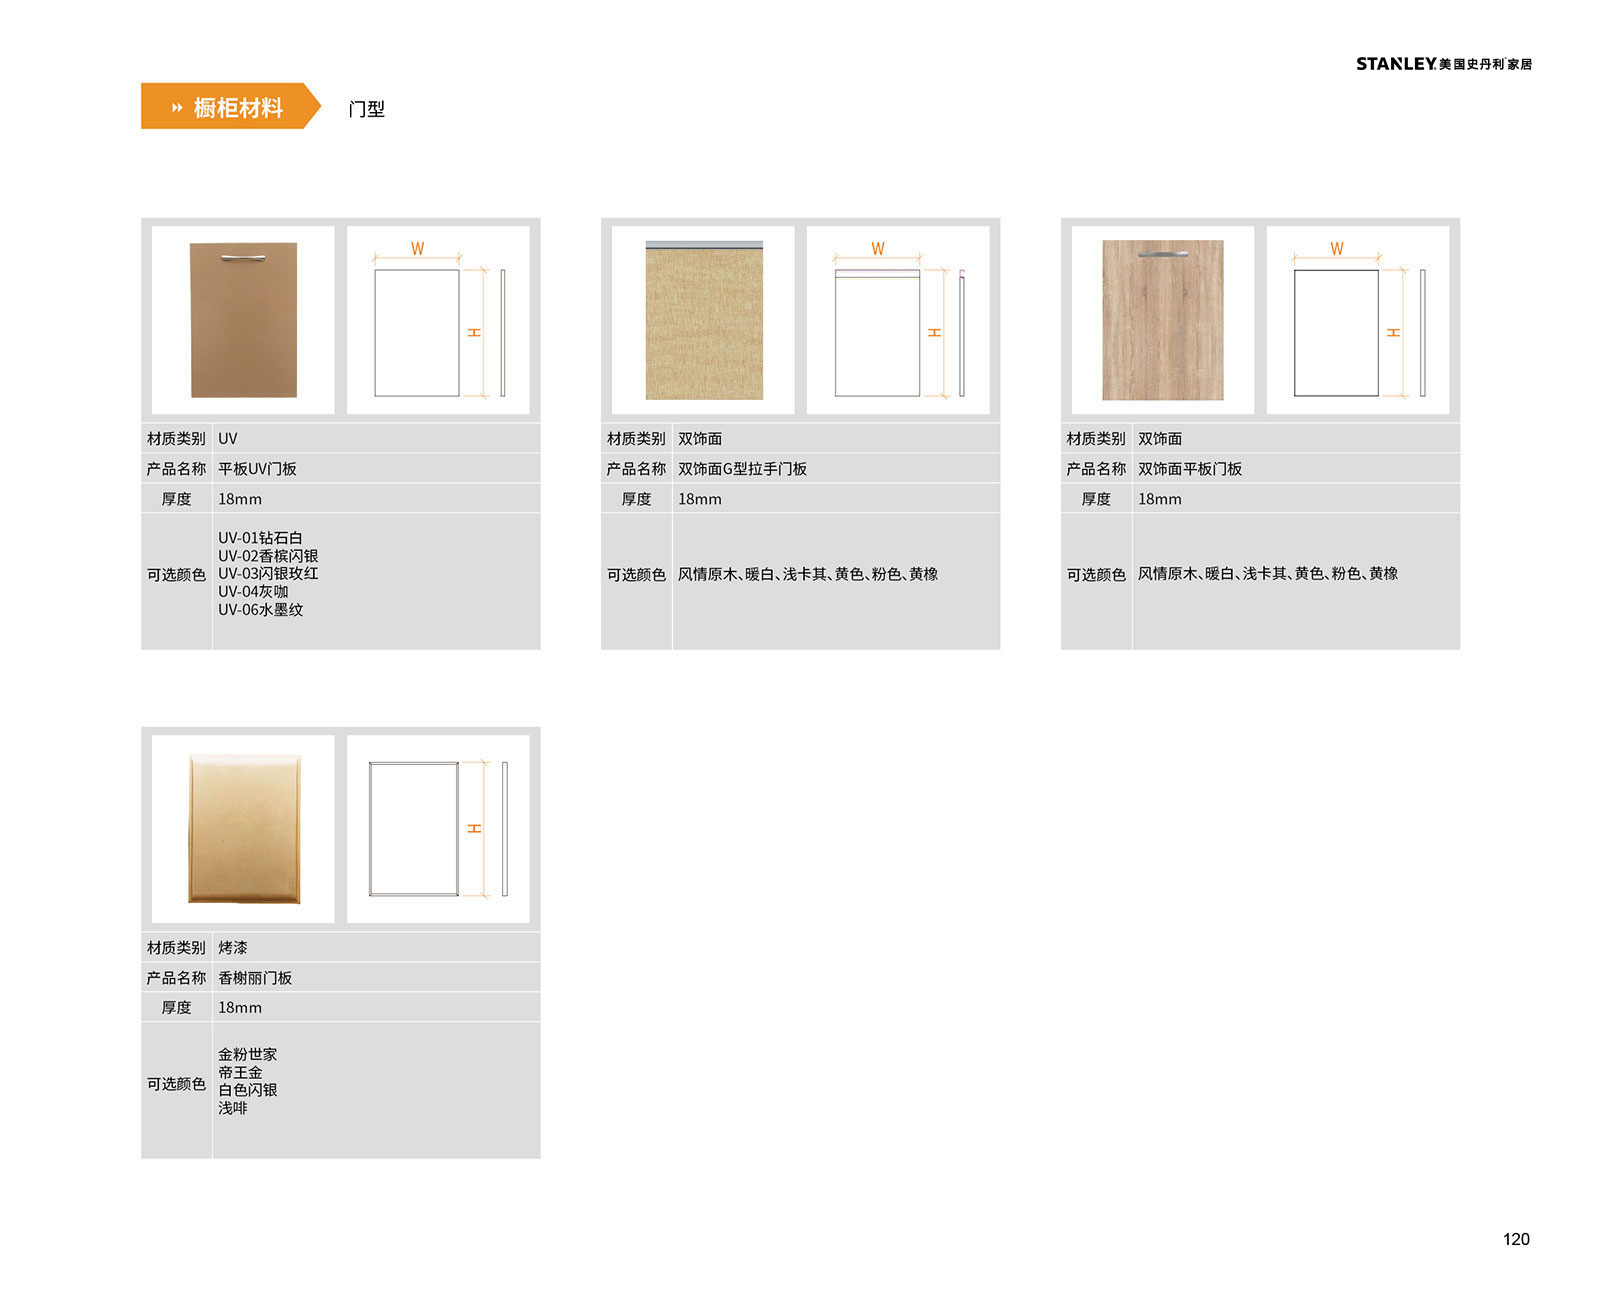 STANLEY.美国史丹利家居
橱柜材料
门型
W
H
材质类别 UV
产品名称 平板UV门板
厚度 18mm
可选颜色
UV-01钻石白
UV-02香槟闪银
UV-03闪银玫红
UV-04灰咖
UV-06水墨纹
W
H
材质类别 双饰面
产品名称 双饰面G型拉手门板
厚度 18mm
可选颜色 风情原木、暖白、浅卡其、黄色、粉色、黄橡
W
H
材质类别 双饰面
产品名称 双饰面平板门板
厚度 18mm
可选颜色 风情原木、暖白、浅卡其、黄色、粉色、黄橡
H
材质类别 烤漆
产品名称 香榭丽门板
厚度 18mm
可选颜色
金粉世家
帝王金
白色闪银
浅啡
120